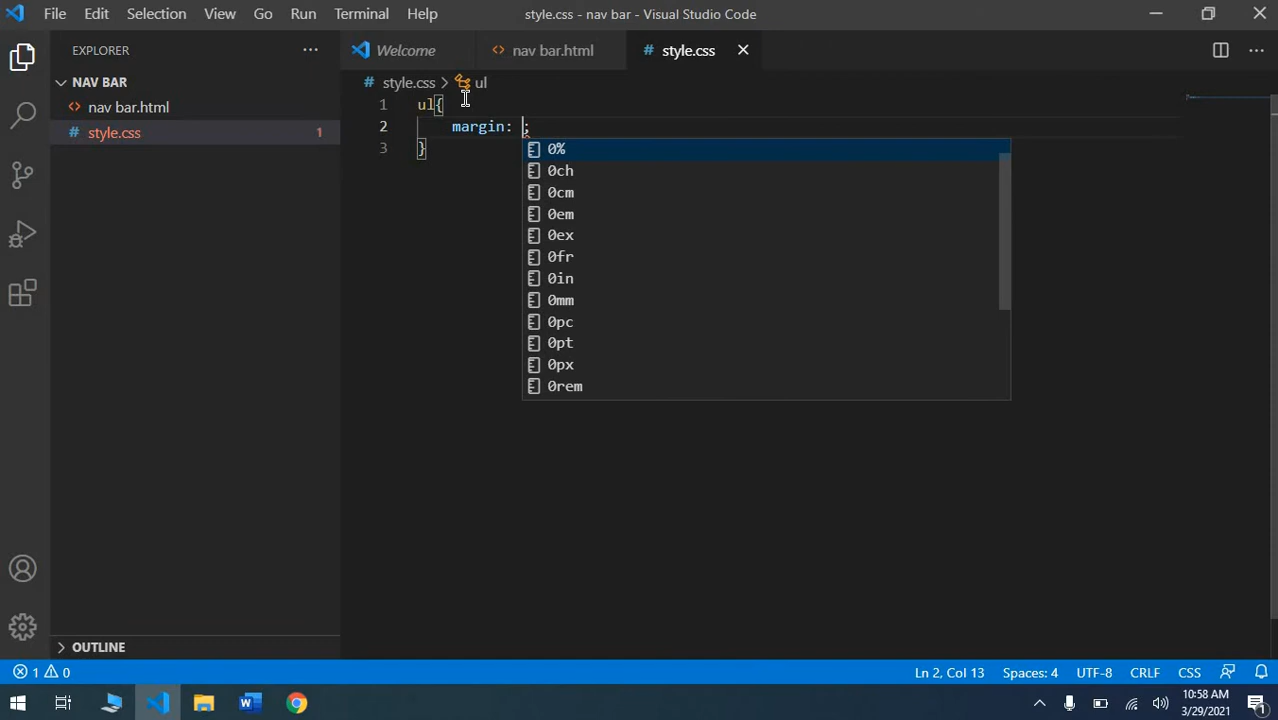 File Edit Selection View Go Run Terminal Help style.css - nav bar - Visual Studio Code
EXPLORER
Welcome nav bar.html # style.css
NAV BAR
nav bar.html
# style.css 1
# style.css > ul
1 ul{
2 margin: ;
3 }
0%
0ch
0cm
0em
0ex
0fr
0in
0mm
0pc
0pt
0px
0rem
OUTLINE
1 0 Ln 2, Col 13 Spaces: 4 UTF-8 CRLF CSS
10:58 AM
3/29/2021
1